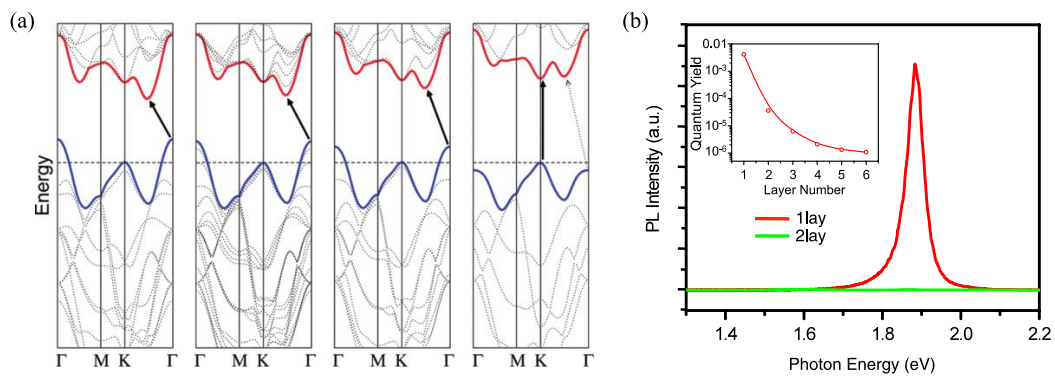 (a)
Energy
Γ M K Γ
Γ M K Γ
Γ M K Γ
Γ M K Γ
(b)
PL Intensity (a.u.)
Quantum Yield
0.01
10⁻³
10⁻⁴
10⁻⁵
10⁻⁶
1 2 3 4 5 6
Layer Number
1lay
2lay
1.4 1.6 1.8 2.0 2.2
Photon Energy (eV)